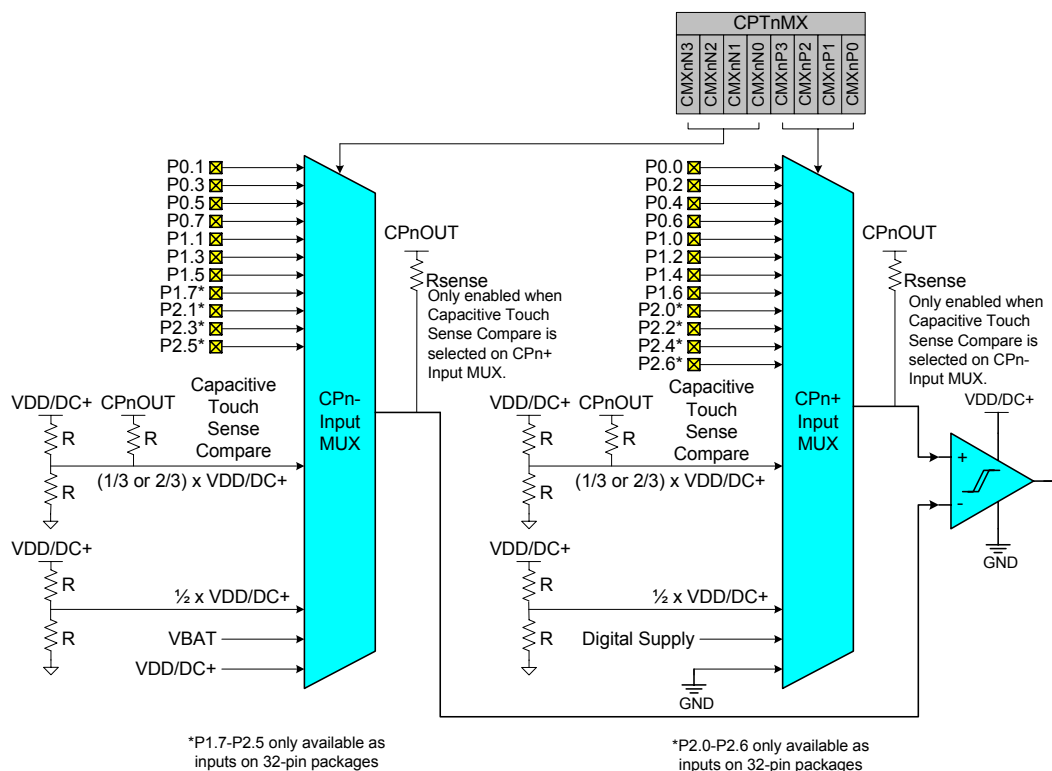 CPTnMX
CMXnN3
CMXnN2
CMXnN1
CMXnN0
CMXnP3
CMXnP2
CMXnP1
CMXnP0
P0.1
P0.3
P0.5
P0.7
P1.1
P1.3
P1.5
P1.7*
P2.1*
P2.3*
P2.5*
CPnOUT
Rsense
Only enabled when
Capacitive Touch
Sense Compare is
selected on CPn+
Input MUX.
VDD/DC+
CPnOUT
R
R
R
Capacitive
Touch
Sense
Compare
(1/3 or 2/3) x VDD/DC+
CPn-
Input
MUX
VDD/DC+
R
R
½ x VDD/DC+
VBAT
VDD/DC+
*P1.7-P2.5 only available as
inputs on 32-pin packages
P0.0
P0.2
P0.4
P0.6
P1.0
P1.2
P1.4
P1.6
P2.0*
P2.2*
P2.4*
P2.6*
CPnOUT
Rsense
Only enabled when
Capacitive Touch
Sense Compare is
selected on CPn-
Input MUX.
VDD/DC+
CPnOUT
R
R
R
Capacitive
Touch
Sense
Compare
(1/3 or 2/3) x VDD/DC+
CPn+
Input
MUX
VDD/DC+
R
R
½ x VDD/DC+
Digital Supply
GND
VDD/DC+
+
-
GND
*P2.0-P2.6 only available as
inputs on 32-pin packages